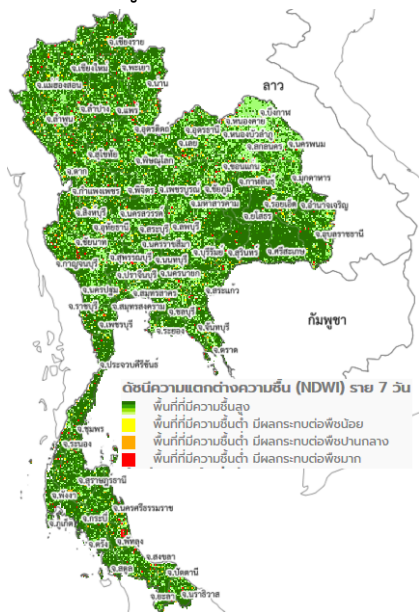 จ.เชียงราย
จ.เชียงใหม่
จ.พะเยา
จ.แม่ฮ่องสอน
จ.น่าน
ลาว
จ.ลำปาง
จ.แพร่
จ.บึงกาฬ
จ.ลำพูน
จ.อุตรดิตถ์
จ.อุดรธานี
จ.หนองคาย
จ.หนองบัวลำภู
จ.เลย
จ.สกลนคร
จ.นครพนม
จ.สุโขทัย
จ.พิษณุโลก
จ.ขอนแก่น
จ.ตาก
จ.กาฬสินธุ์
จ.มุกดาหาร
จ.กำแพงเพชร
จ.พิจิตร
จ.เพชรบูรณ์
จ.ชัยภูมิ
จ.มหาสารคาม
จ.ร้อยเอ็ด
จ.อำนาจเจริญ
จ.สิงห์บุรี
จ.นครสวรรค์
จ.ยโสธร
จ.อุทัยธานี
จ.สระบุรี
จ.ลพบุรี
จ.อุบลราชธานี
จ.ชัยนาท
จ.นครราชสีมา
จ.บุรีรัมย์
จ.สุรินทร์
จ.ศรีสะเกษ
จ.กาญจนบุรี
จ.สุพรรณบุรี
จ.นนทบุรี
จ.ปราจีนบุรี
จ.นครนายก
จ.นครปฐม
จ.สมุทรสาคร
จ.สระแก้ว
จ.ราชบุรี
จ.สมุทรสงคราม
จ.ชลบุรี
จ.เพชรบุรี
จ.ระยอง
จ.จันทบุรี
กัมพูชา
จ.ตราด
จ.ประจวบคีรีขันธ์
ดัชนีความแตกต่างความชื้น (NDWI) ราย 7 วัน
พื้นที่ที่มีความชื้นสูง
พื้นที่ที่มีความชื้นต่ำ มีผลกระทบต่อพืชน้อย
พื้นที่ที่มีความชื้นต่ำ มีผลกระทบต่อพืชปานกลาง
พื้นที่ที่มีความชื้นต่ำ มีผลกระทบต่อพืชมาก
จ.ชุมพร
จ.ระนอง
จ.สุราษฎร์ธานี
จ.พังงา
จ.นครศรีธรรมราช
จ.ภูเก็ต
จ.กระบี่
จ.ตรัง
จ.พัทลุง
จ.สงขลา
จ.สตูล
จ.ปัตตานี
จ.ยะลา
จ.นราธิวาส